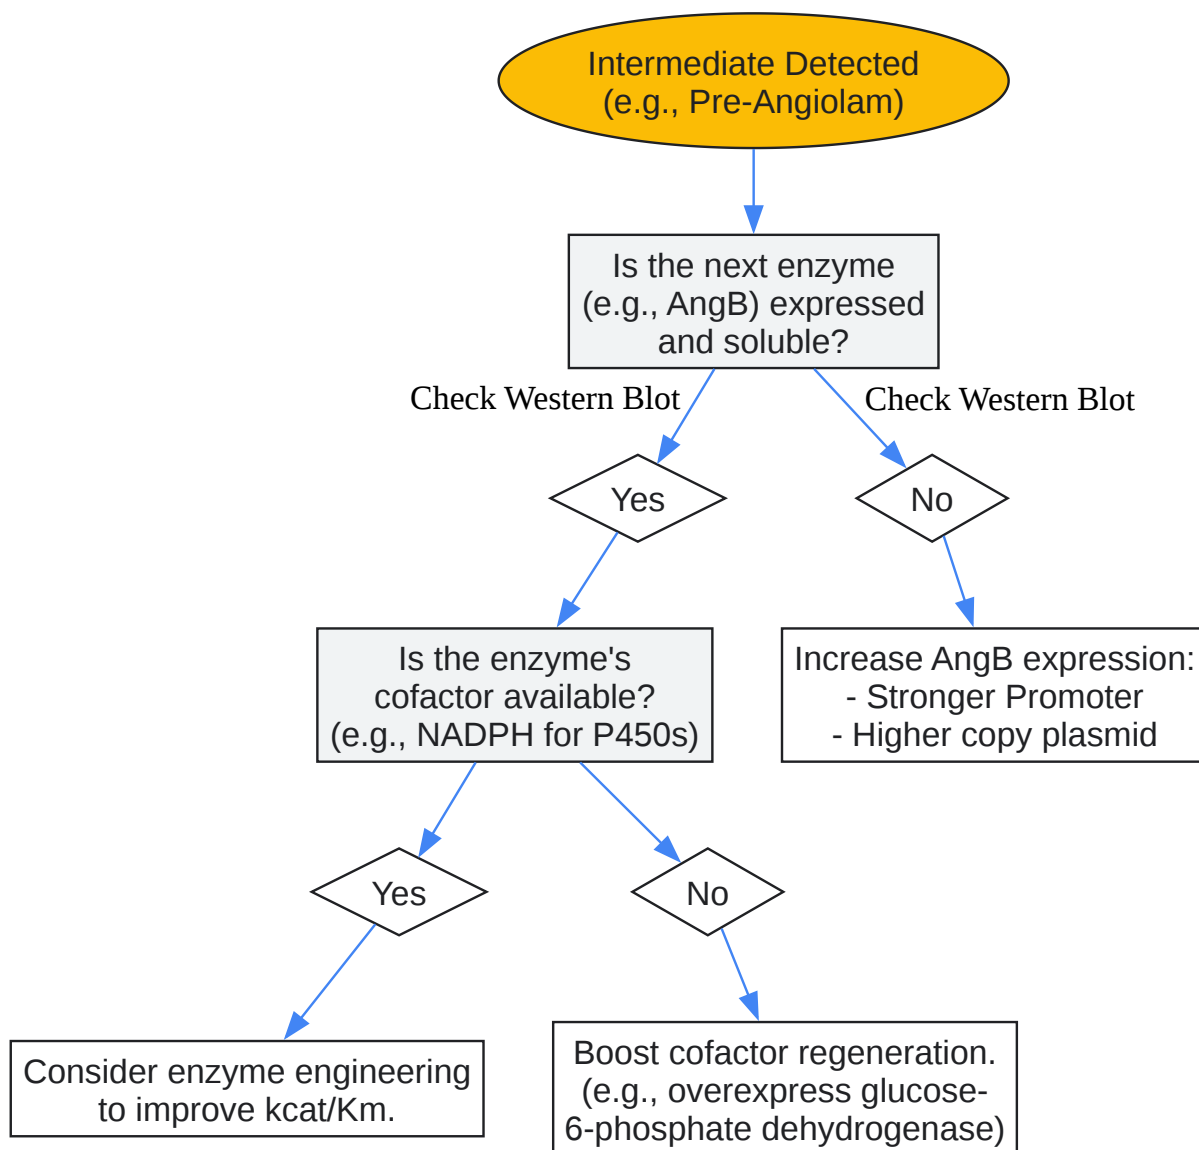 Intermediate Detected
(e.g., Pre-Angiolam)
Is the next enzyme
(e.g., AngB) expressed
and soluble?
Check Western Blot
Check Western Blot
Yes
No
Is the enzyme's
cofactor available?
(e.g., NADPH for P450s)
Increase AngB expression:
- Stronger Promoter
- Higher copy plasmid
Yes
No
Consider enzyme engineering
to improve kcat/Km.
Boost cofactor regeneration.
(e.g., overexpress glucose-
6-phosphate dehydrogenase)